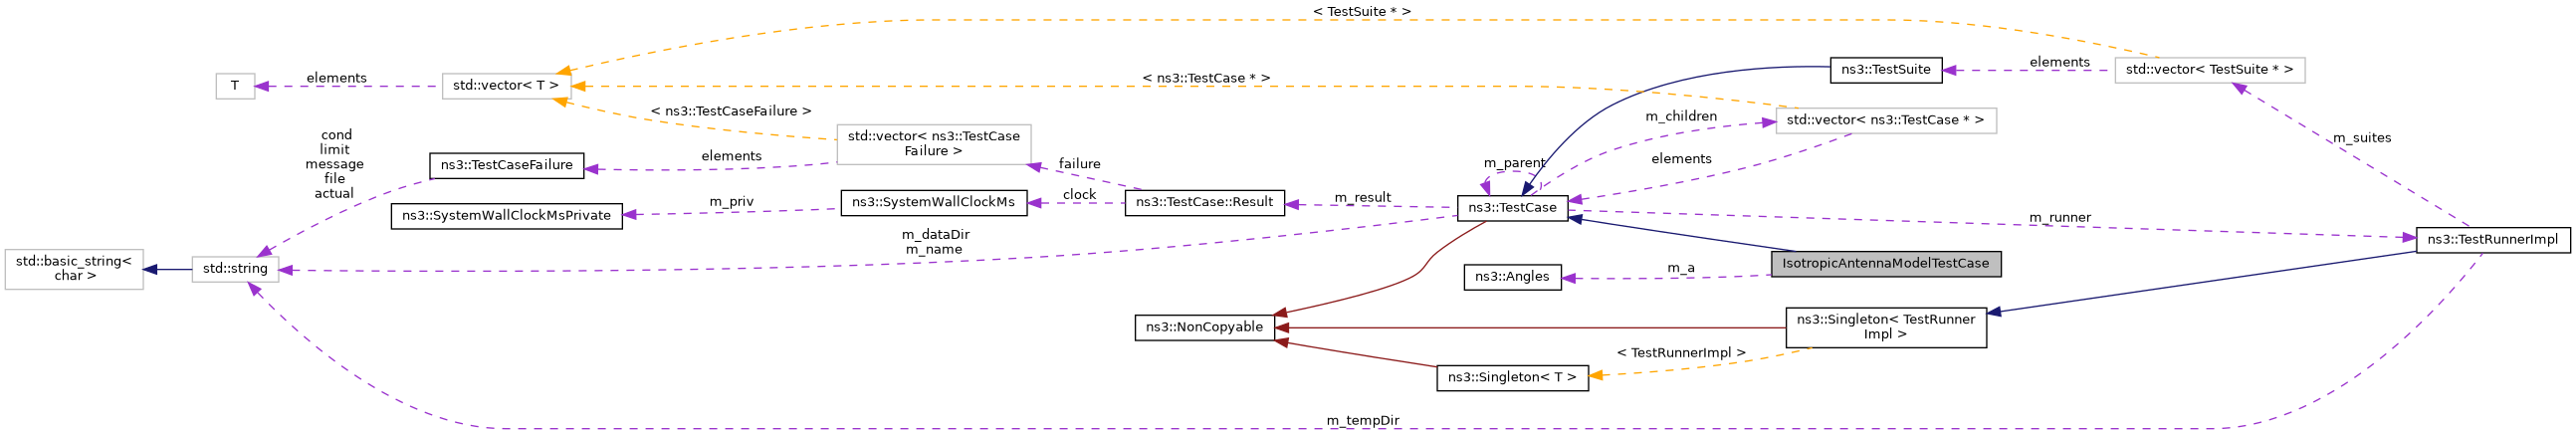 < TestSuite * >
ns3::TestSuite
elements
std::vector< TestSuite * >
T
elements
std::vector< T >
< ns3::TestCase * >
< ns3::TestCaseFailure >
m_children
std::vector< ns3::TestCase * >
cond
limit
message
file
actual
std::vector< ns3::TestCase
Failure >
m_suites
ns3::TestCaseFailure
elements
failure
m_parent
elements
ns3::SystemWallClockMsPrivate
m_priv
ns3::SystemWallClockMs
clock
ns3::TestCase::Result
m_result
ns3::TestCase
m_runner
ns3::TestRunnerImpl
m_dataDir
m_name
std::basic_string<
char >
std::string
ns3::Angles
m_a
IsotropicAntennaModelTestCase
ns3::NonCopyable
ns3::Singleton< TestRunner
Impl >
< TestRunnerImpl >
ns3::Singleton< T >
m_tempDir